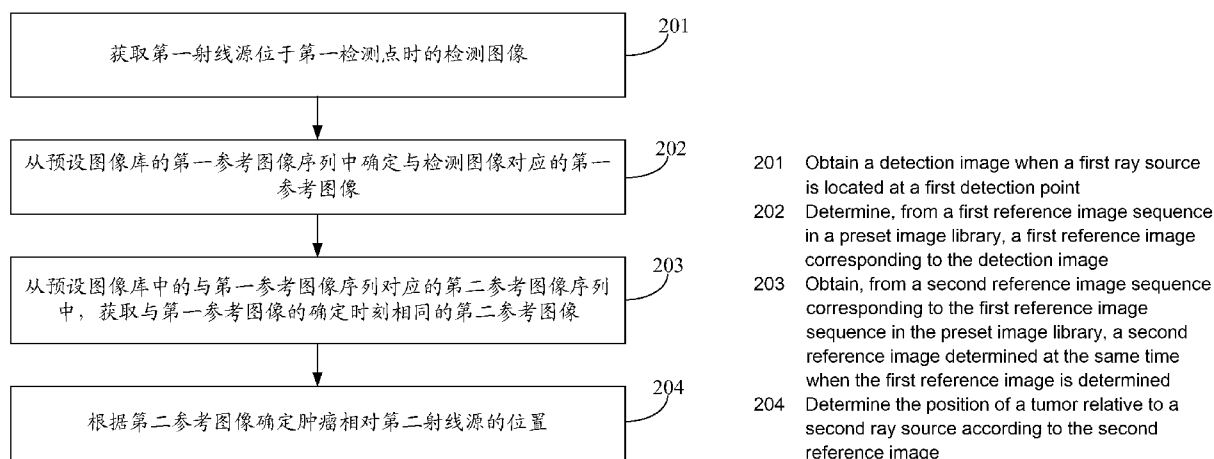 201
获取第一射线源位于第一检测点时的检测图像
202
从预设图像库的第一参考图像序列中确定与检测图像对应的第一
参考图像
203
从预设图像库中的与第一参考图像序列对应的第二参考图像序列
中，获取与第一参考图像的确定时刻相同的第二参考图像
204
根据第二参考图像确定肿瘤相对第二射线源的位置
201 Obtain a detection image when a first ray source
is located at a first detection point
202 Determine, from a first reference image sequence
in a preset image library, a first reference image
corresponding to the detection image
203 Obtain, from a second reference image sequence
corresponding to the first reference image
sequence in the preset image library, a second
reference image determined at the same time
when the first reference image is determined
204 Determine the position of a tumor relative to a
second ray source according to the second
reference image